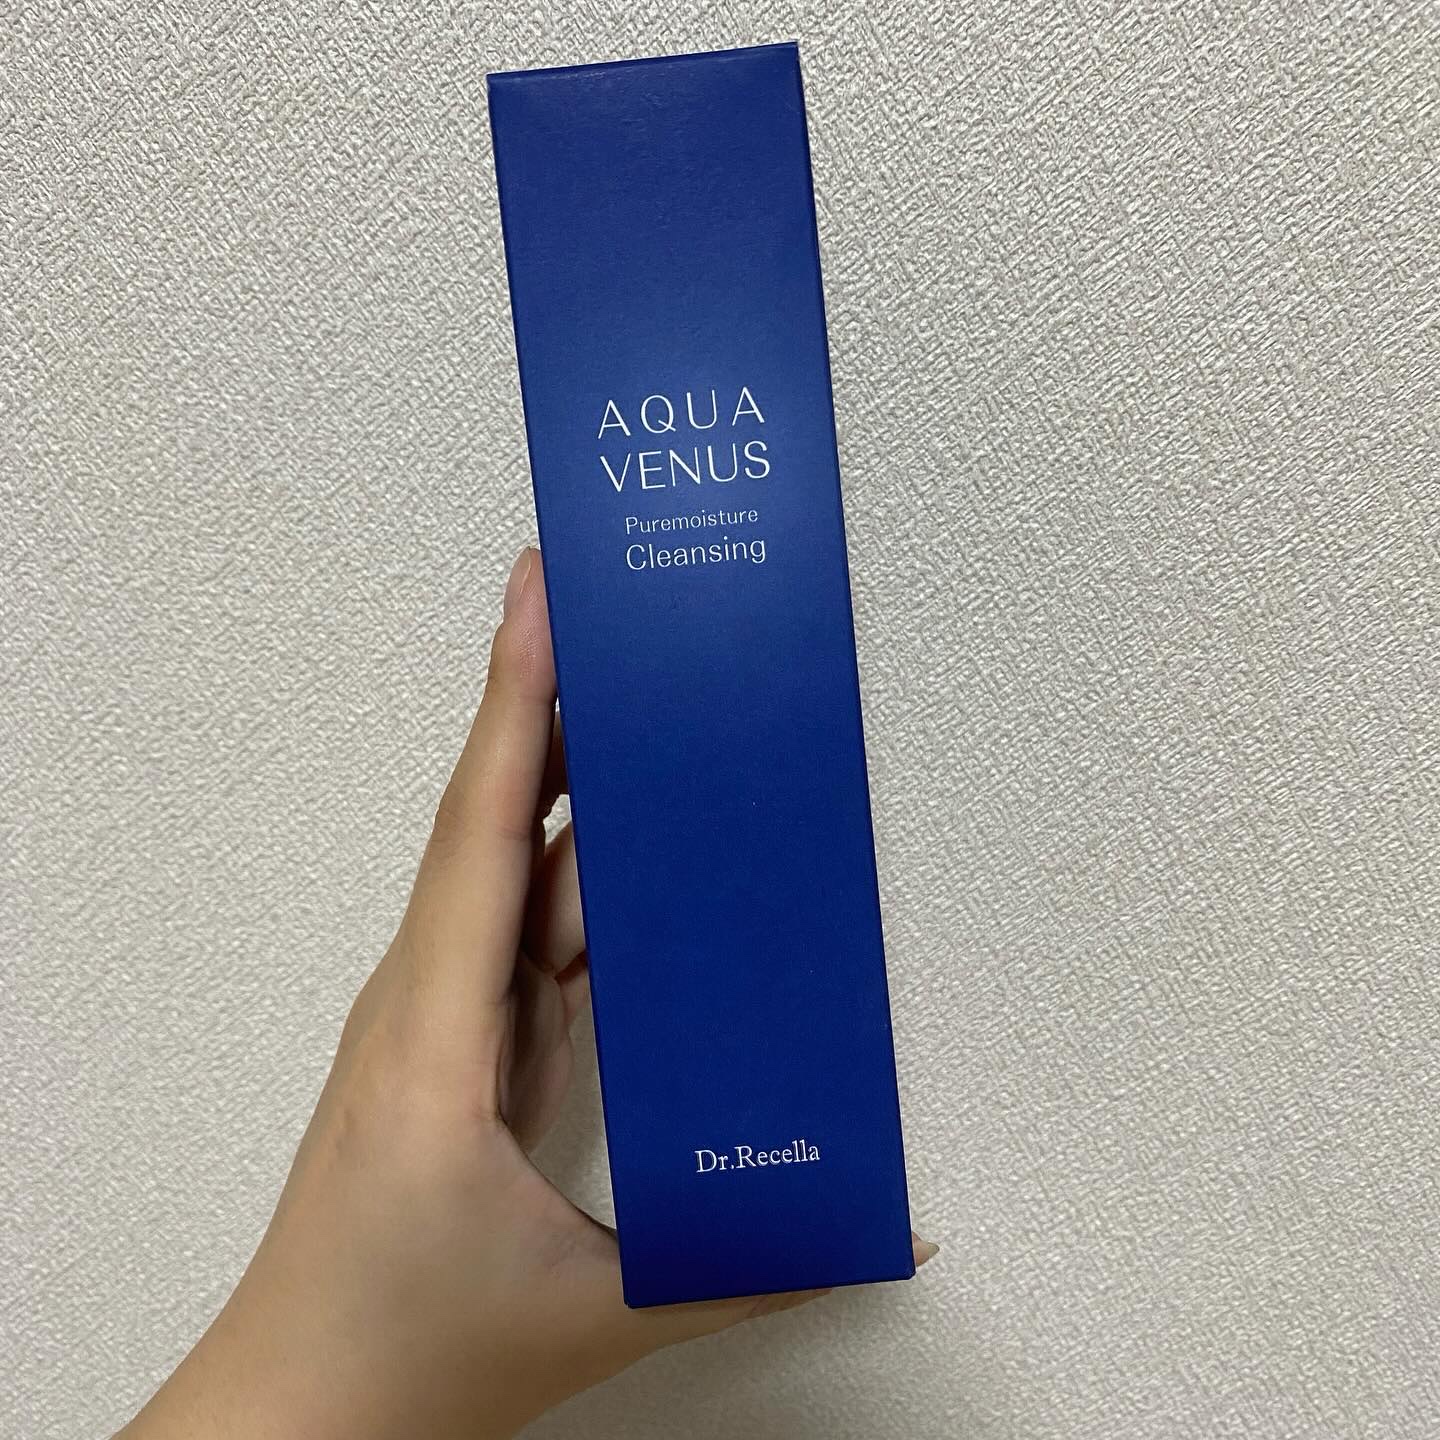 AQUA
VENUS
Puremoisture
Cleansing
Dr.Recella